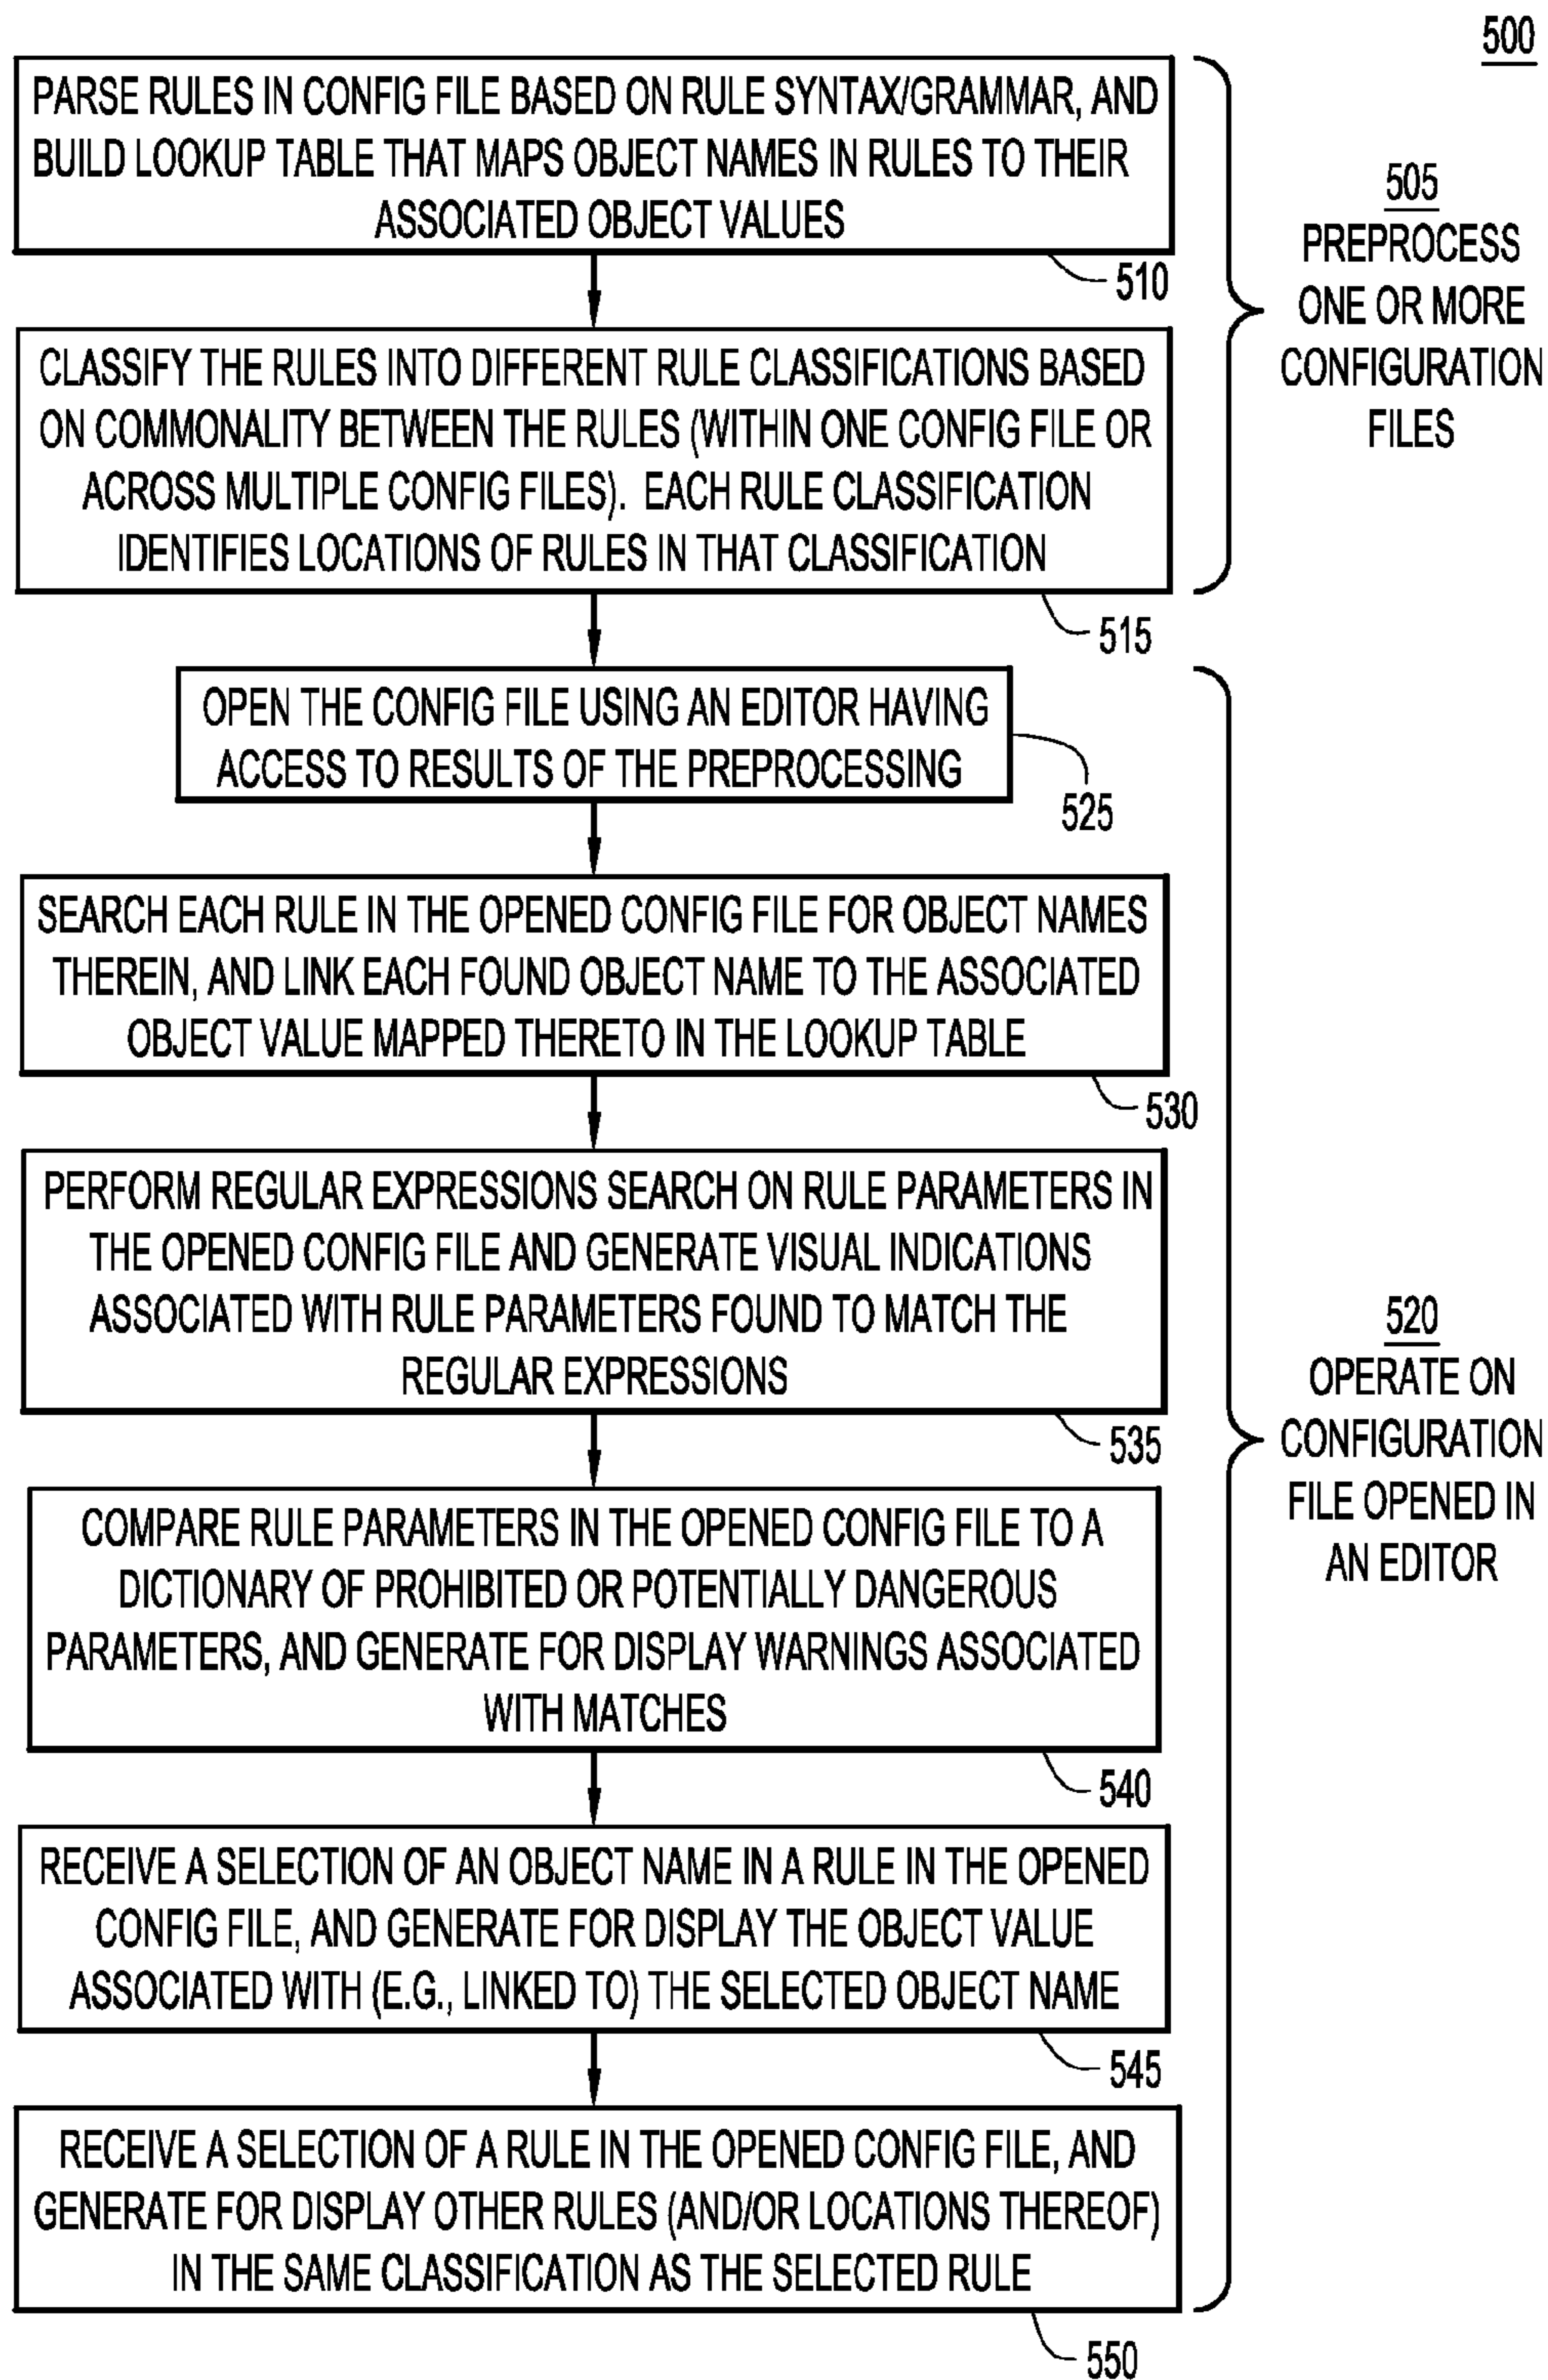 500
PARSE RULES IN CONFIG FILE BASED ON RULE SYNTAX/GRAMMAR, AND
BUILD LOOKUP TABLE THAT MAPS OBJECT NAMES IN RULES TO THEIR
ASSOCIATED OBJECT VALUES
510
CLASSIFY THE RULES INTO DIFFERENT RULE CLASSIFICATIONS BASED
ON COMMONALITY BETWEEN THE RULES (WITHIN ONE CONFIG FILE OR
ACROSS MULTIPLE CONFIG FILES). EACH RULE CLASSIFICATION
IDENTIFIES LOCATIONS OF RULES IN THAT CLASSIFICATION
515
505
PREPROCESS
ONE OR MORE
CONFIGURATION
FILES
OPEN THE CONFIG FILE USING AN EDITOR HAVING
ACCESS TO RESULTS OF THE PREPROCESSING
525
SEARCH EACH RULE IN THE OPENED CONFIG FILE FOR OBJECT NAMES
THEREIN, AND LINK EACH FOUND OBJECT NAME TO THE ASSOCIATED
OBJECT VALUE MAPPED THERETO IN THE LOOKUP TABLE
530
PERFORM REGULAR EXPRESSIONS SEARCH ON RULE PARAMETERS IN
THE OPENED CONFIG FILE AND GENERATE VISUAL INDICATIONS
ASSOCIATED WITH RULE PARAMETERS FOUND TO MATCH THE
REGULAR EXPRESSIONS
535
COMPARE RULE PARAMETERS IN THE OPENED CONFIG FILE TO A
DICTIONARY OF PROHIBITED OR POTENTIALLY DANGEROUS
PARAMETERS, AND GENERATE FOR DISPLAY WARNINGS ASSOCIATED
WITH MATCHES
540
RECEIVE A SELECTION OF AN OBJECT NAME IN A RULE IN THE OPENED
CONFIG FILE, AND GENERATE FOR DISPLAY THE OBJECT VALUE
ASSOCIATED WITH (E.G., LINKED TO) THE SELECTED OBJECT NAME
545
RECEIVE A SELECTION OF A RULE IN THE OPENED CONFIG FILE, AND
GENERATE FOR DISPLAY OTHER RULES (AND/OR LOCATIONS THEREOF)
IN THE SAME CLASSIFICATION AS THE SELECTED RULE
550
520
OPERATE ON
CONFIGURATION
FILE OPENED IN
AN EDITOR